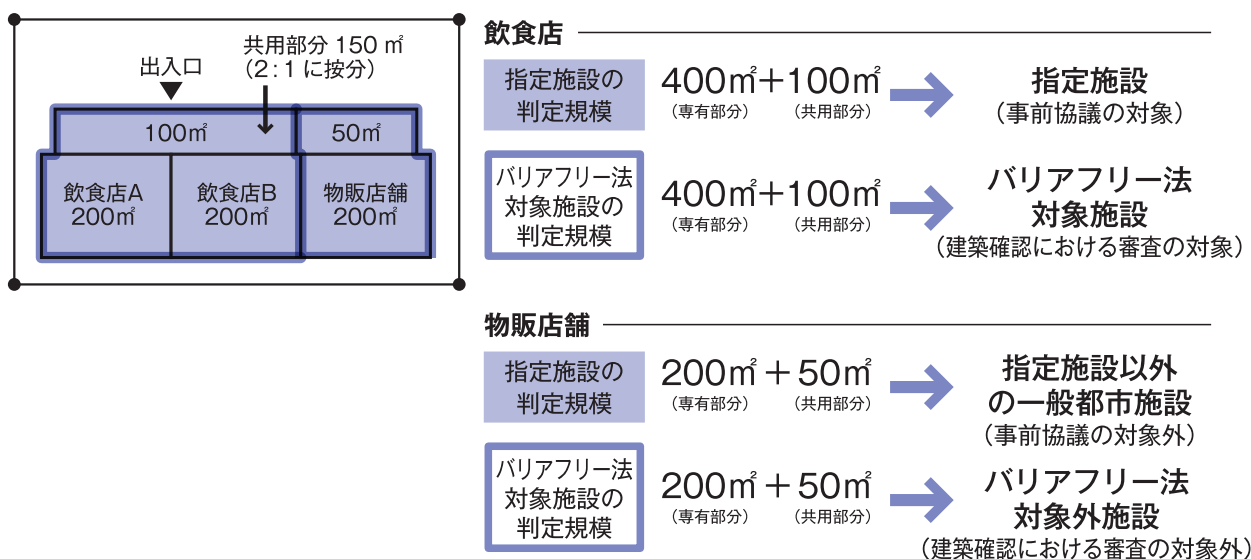 共用部分 150 ㎡
（2：1 に按分）
出入口
100㎡
50㎡
飲食店A
200㎡
飲食店B
200㎡
物販店舗
200㎡
飲食店
指定施設の
判定規模
400㎡＋100㎡
（専有部分）
（共用部分）
指定施設
（事前協議の対象）
バリアフリー法
対象施設の
判定規模
400㎡＋100㎡
（専有部分）
（共用部分）
バリアフリー法
対象施設
（建築確認における審査の対象）
物販店舗
指定施設の
判定規模
200㎡＋50㎡
（専有部分）
（共用部分）
指定施設以外
の一般都市施設
（事前協議の対象外）
バリアフリー法
対象施設の
判定規模
200㎡＋50㎡
（専有部分）
（共用部分）
バリアフリー法
対象外施設
（建築確認における審査の対象外）